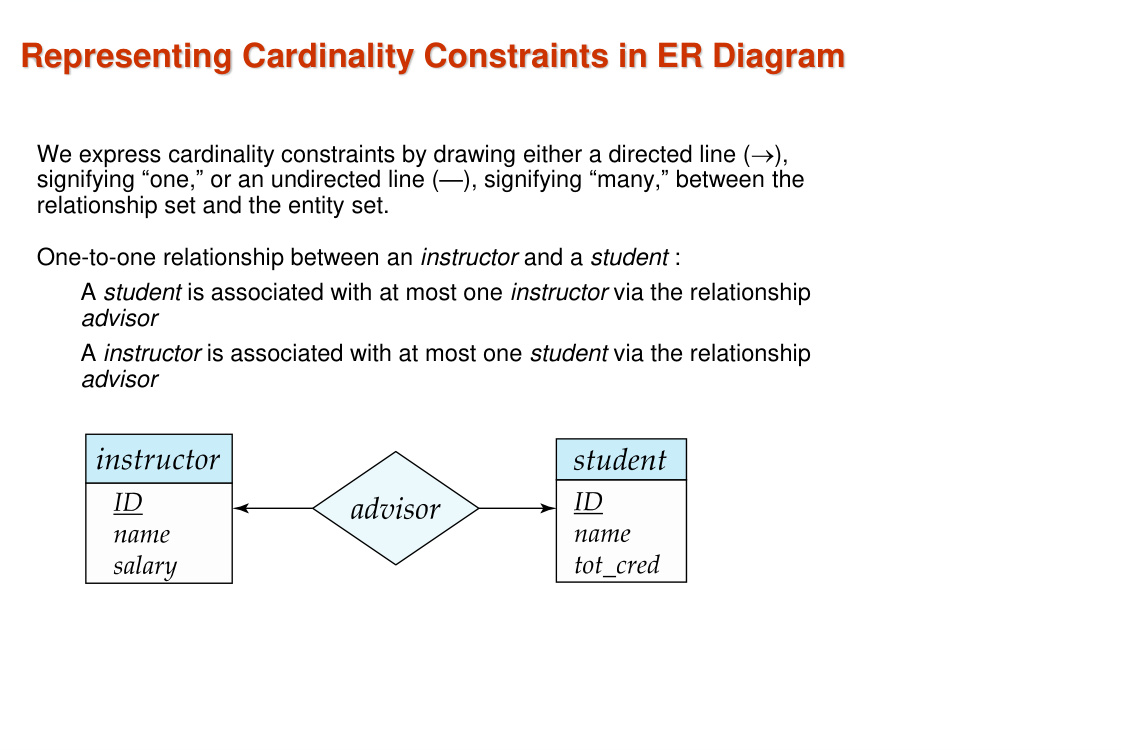 Representing Cardinality Constraints in ER Diagram
We express cardinality constraints by drawing either a directed line (→),
signifying “one,” or an undirected line (—), signifying “many,” between the
relationship set and the entity set.
One-to-one relationship between an instructor and a student :
A student is associated with at most one instructor via the relationship
advisor
A instructor is associated with at most one student via the relationship
advisor
instructor
ID
name
salary
advisor
student
ID
name
tot_cred